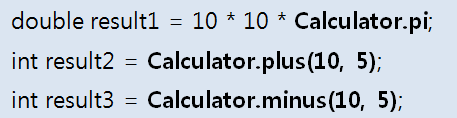 double result1 = 10 * 10 * Calculator.pi;
int result2 = Calculator.plus(10, 5);
int result3 = Calculator.minus(10, 5);